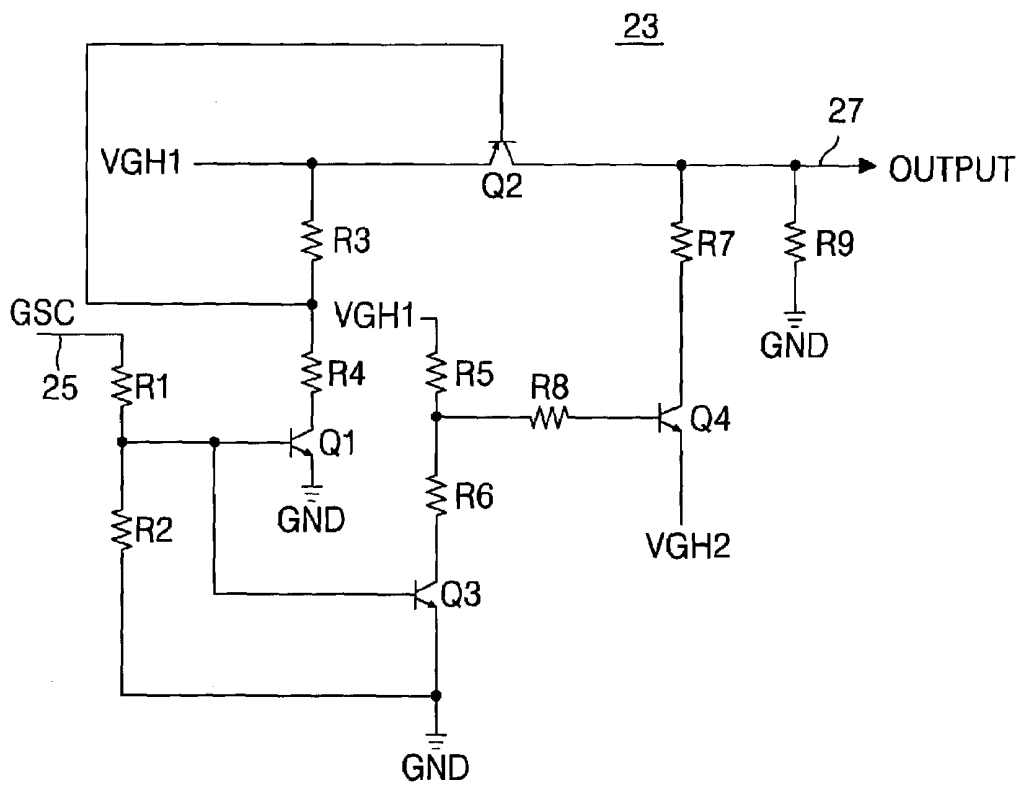 23
27
VGH1
OUTPUT
Q2
R3
R7
R9
GSC
VGH1
GND
25
R1
R4
R5
R8
Q1
Q4
R2
GND
R6
VGH2
Q3
GND